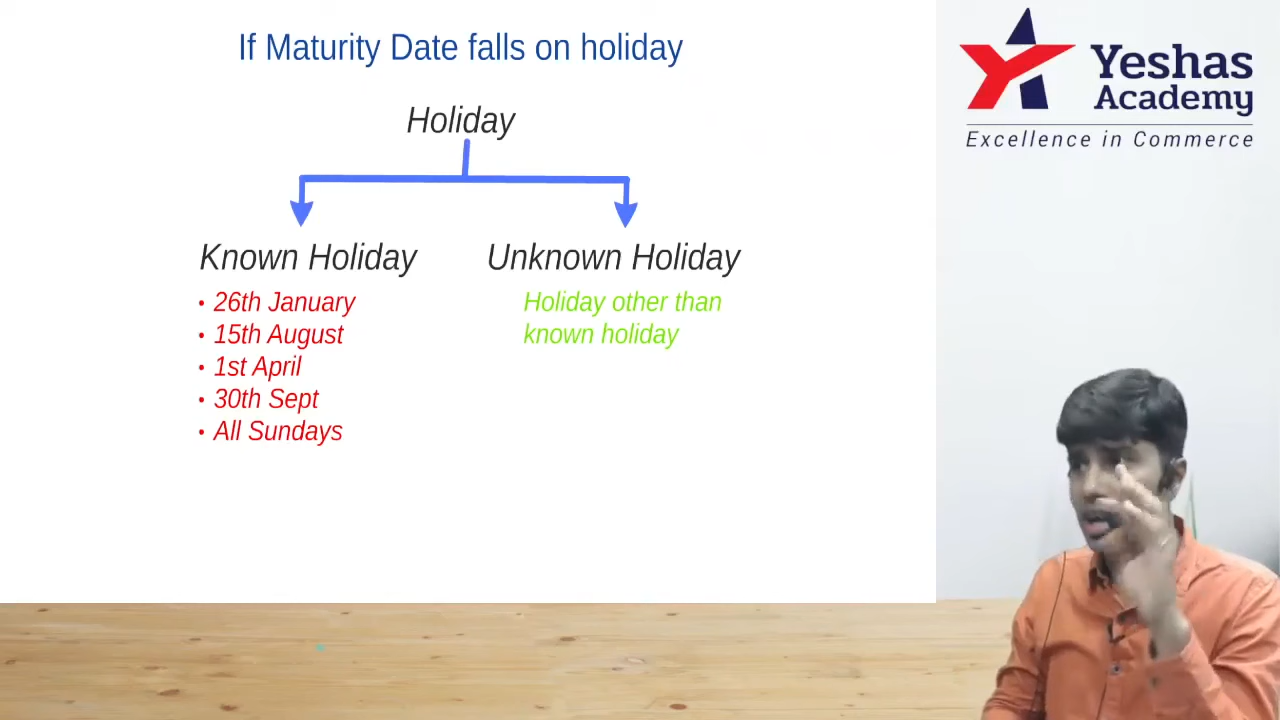 If Maturity Date falls on holiday
Holiday
Known Holiday
• 26th January
• 15th August
• 1st April
• 30th Sept
• All Sundays
Unknown Holiday
Holiday other than
known holiday
Yeshas
Academy
Excellence in Commerce